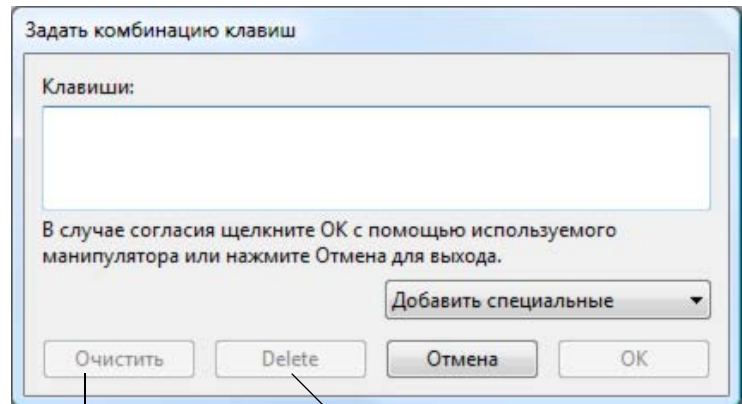 Задать комбинацию клавиш
Клавиши:
В случае согласия щелкните ОК с помощью используемого
манипулятора или нажмите Отмена для выхода.
Добавить специальные
Очистить Delete Отмена OK